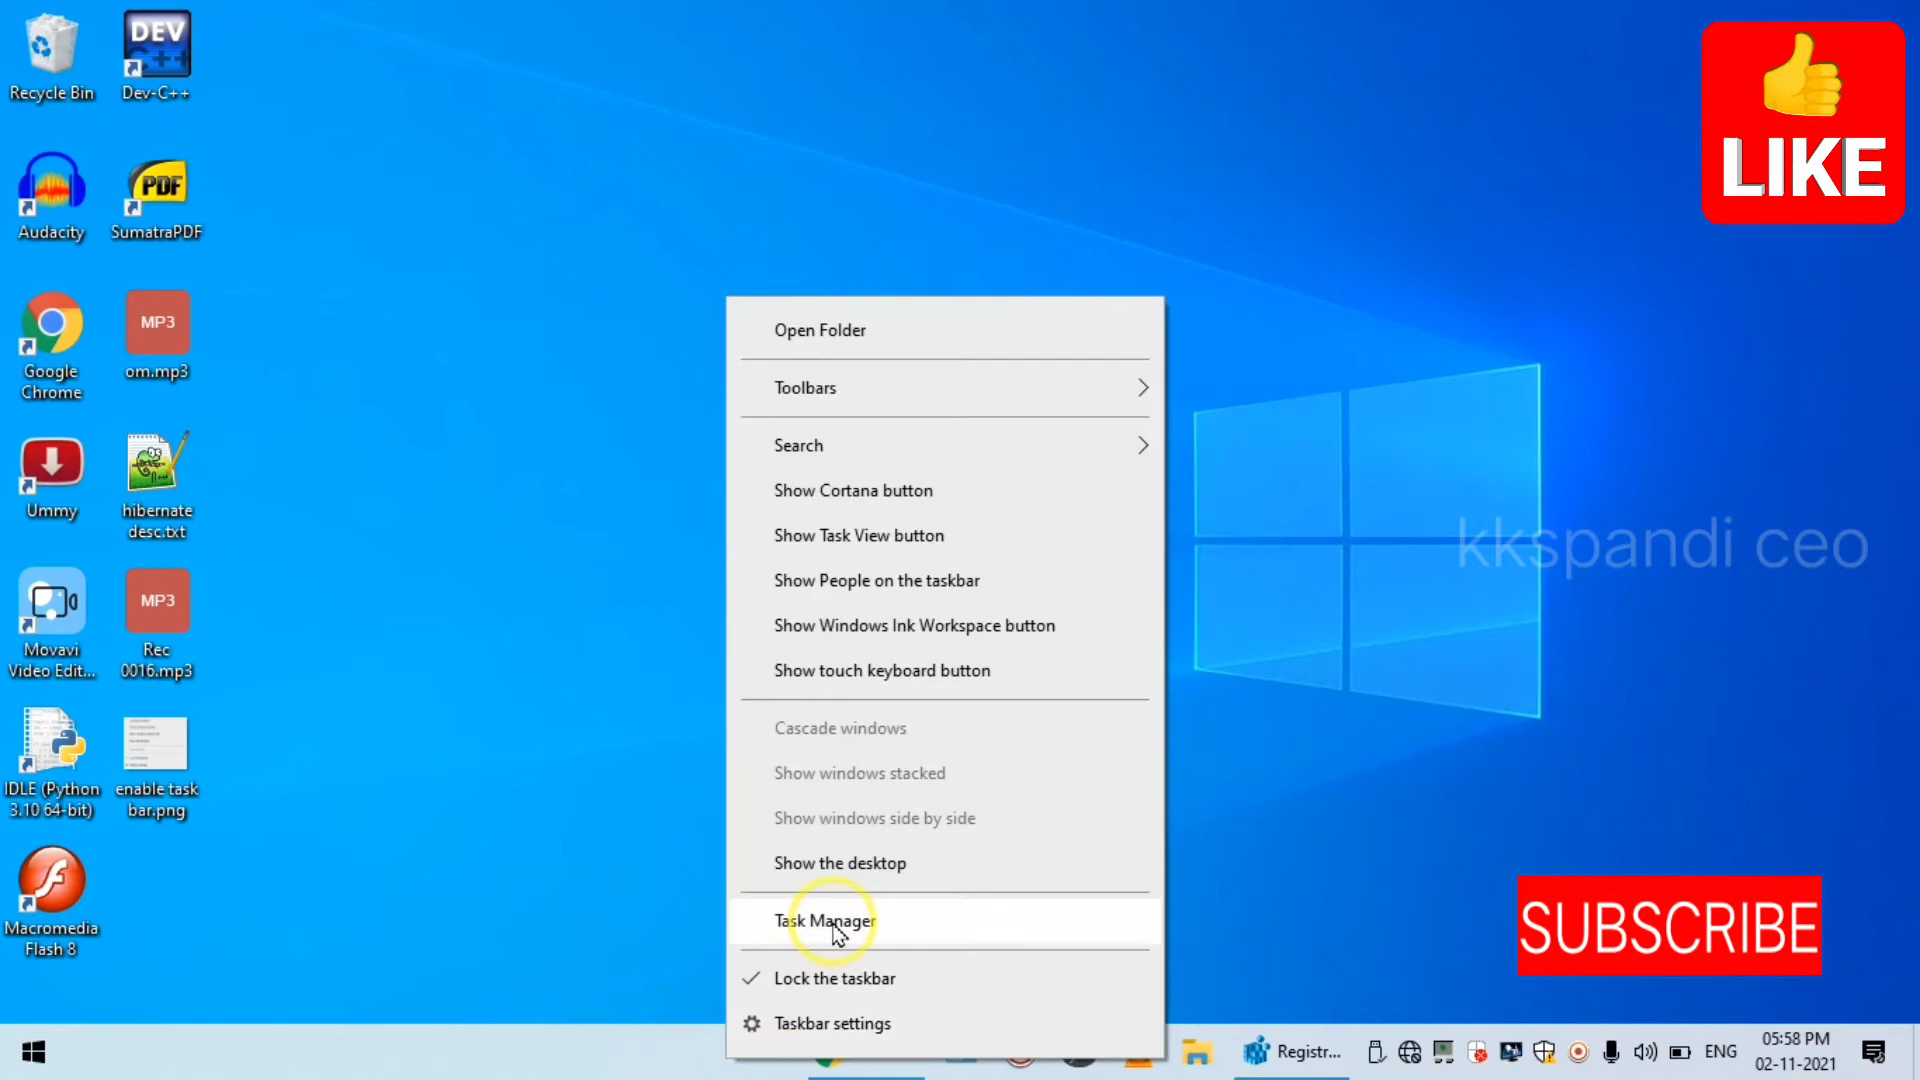 Recycle Bin
DEV
C++
Dev-C++
LIKE
Audacity
PDF
SumatraPDF
Google
Chrome
MP3
om.mp3
Ummy
hibernate
desc.txt
Movavi
Video Edit...
MP3
Rec
0016.mp3
IDLE (Python
3.10 64-bit)
enable task
bar.png
Macromedia
Flash 8
Open Folder
Toolbars
Search
Show Cortana button
Show Task View button
Show People on the taskbar
Show Windows Ink Workspace button
Show touch keyboard button
Cascade windows
Show windows stacked
Show windows side by side
Show the desktop
Task Manager
Lock the taskbar
Taskbar settings
kkspandi ceo
SUBSCRIBE
Registr...
ENG
05:58 PM
02-11-2021